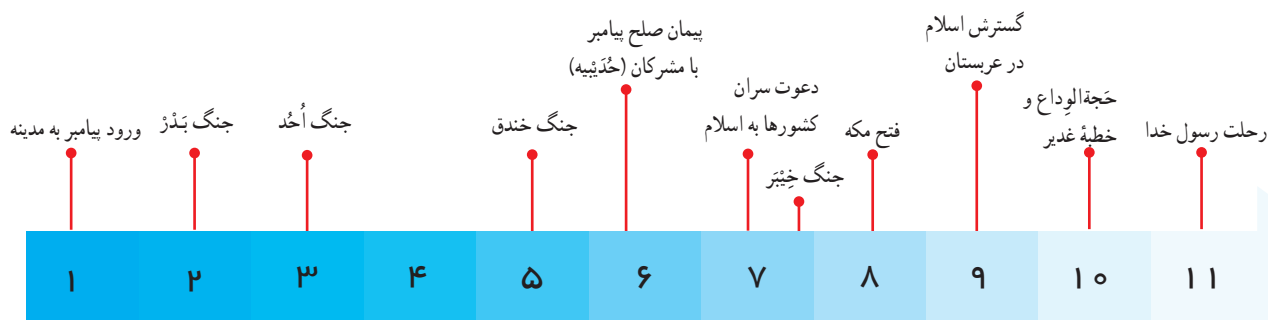 ورود پیامبر به مدینه
جنگ بَدْرْ
جنگ اُحُد
جنگ خندق
پیمان صلح پیامبر
با مشرکان (حُدَیْبیه)
دعوت سران
کشورها به اسلام
جنگ خِیْبَر
فتح مکه
گسترش اسلام
در عربستان
حَجةالوِداع و
خطبهٔ غدیر
رحلت رسول خدا
۱ ۲ ۳ ۴ ۵ ۶ ۷ ۸ ۹ ۱۰ ۱۱